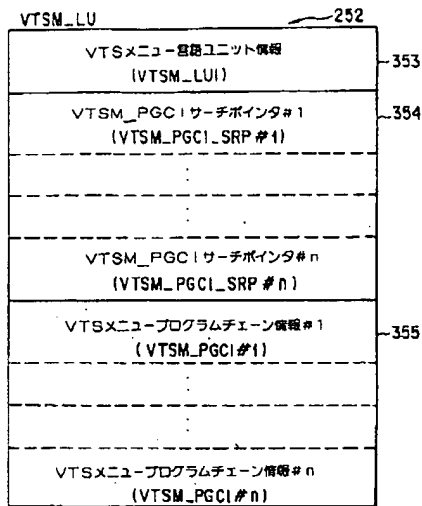 VTSM_LU
252
VTSメニュー言語ユニット情報
(VTSM_LUI)
353
VTSM_PGCIサーチポインタ#1
(VTSM_PGCI_SRP#1)
354
VTSM_PGCIサーチポインタ#n
(VTSM_PGCI_SRP#n)
VTSメニュープログラムチェーン情報#1
(VTSM_PGCI#1)
355
VTSメニュープログラムチェーン情報#n
(VTSM_PGCI#n)